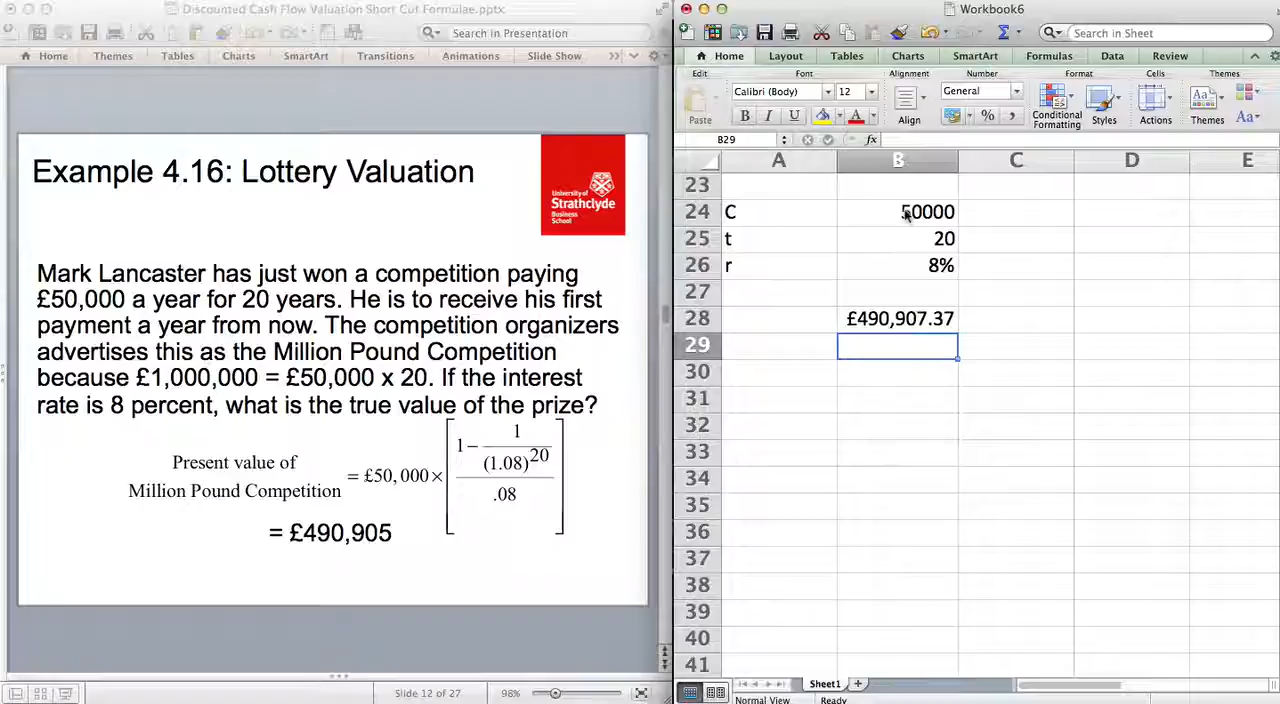 Discounted Cash Flow Valuation Short Cut Formulae.pptx
Search in Presentation
Home Themes Tables Charts SmartArt Transitions Animations Slide Show
Example 4.16: Lottery Valuation
University of
Strathclyde
Business
School
Mark Lancaster has just won a competition paying
£50,000 a year for 20 years. He is to receive his first
payment a year from now. The competition organizers
advertises this as the Million Pound Competition
because £1,000,000 = £50,000 x 20. If the interest
rate is 8 percent, what is the true value of the prize?
Present value of
Million Pound Competition
= £50,000×
1− 1
(1.08)20
.08
= £490,905
Slide 12 of 27 98%
Workbook6
Search in Sheet
Home Layout Tables Charts SmartArt Formulas Data Review
Edit Font Alignment Number Format Cells Themes
Calibri (Body) 12 General
B I U A % , Aa
Paste Align Conditional
Formatting Styles Actions Themes Aa
B29 fx
A B C D E
23
24 C 50000
25 t 20
26 r 8%
27
28 £490,907.37
29
30
31
32
33
34
35
36
37
38
39
40
41
Sheet1
Normal View Ready